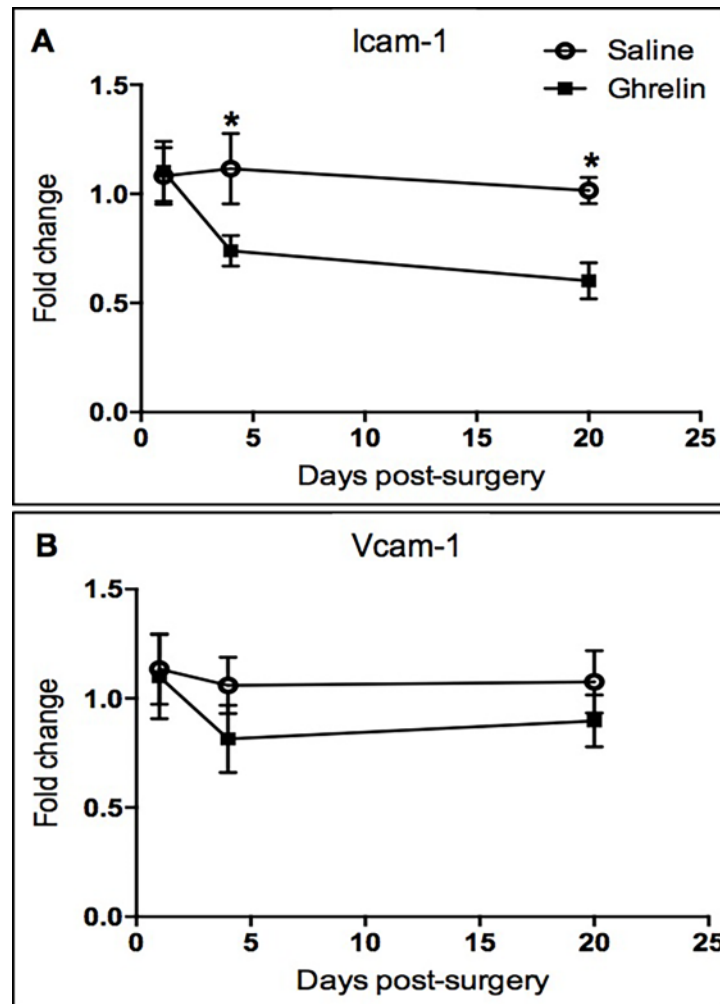 A
Icam-1
Saline
Ghrelin
1.5
*
*
1.0
0.5
0.0
Fold change
0 5 10 15 20 25
Days post-surgery
B
Vcam-1
1.5
1.0
0.5
0.0
Fold change
0 5 10 15 20 25
Days post-surgery